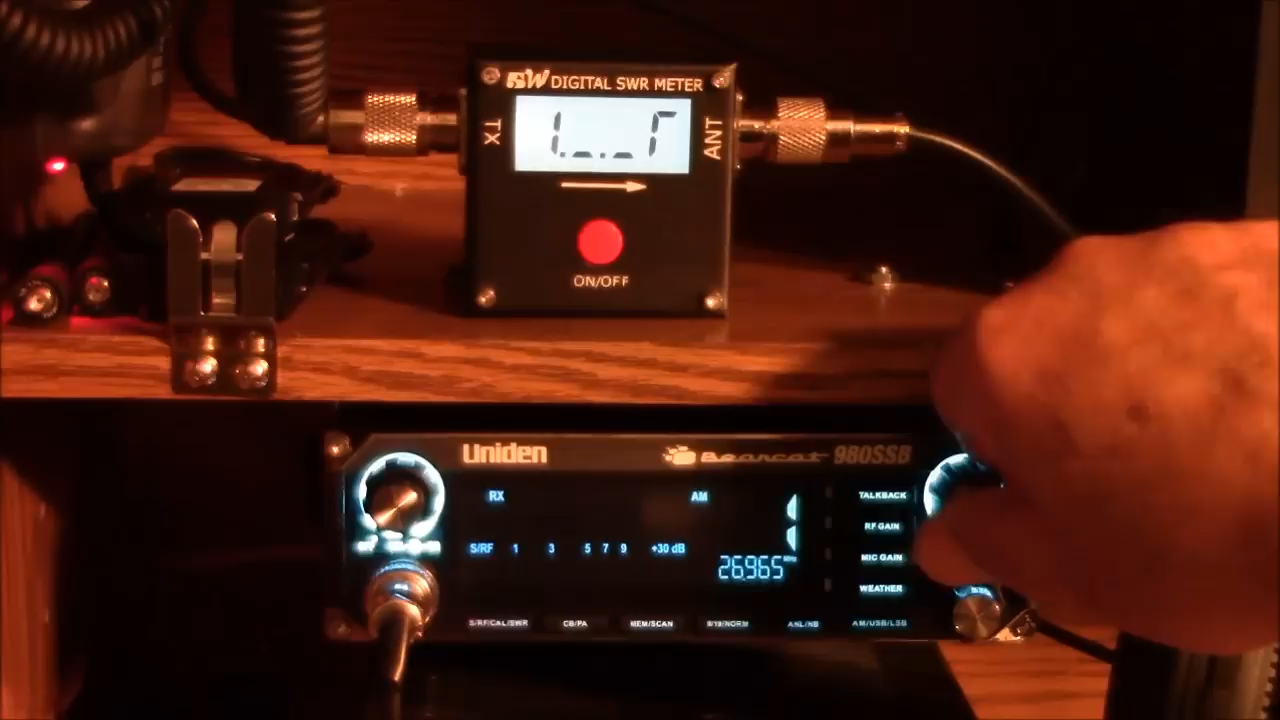 SW DIGITAL SWR METER
TX
ANT
ON/OFF
Uniden
Bearcat 980SSB
RX
AM
TALKBACK
RF GAIN
S/RF 1 3 5 7 9 +30 dB
MIC GAIN
26.965 MHz
WEATHER
S/RF/CAL/SWR
CB/PA
MEM/SCAN
9/19/NORM
ANL/NB
AM/USB/LSB